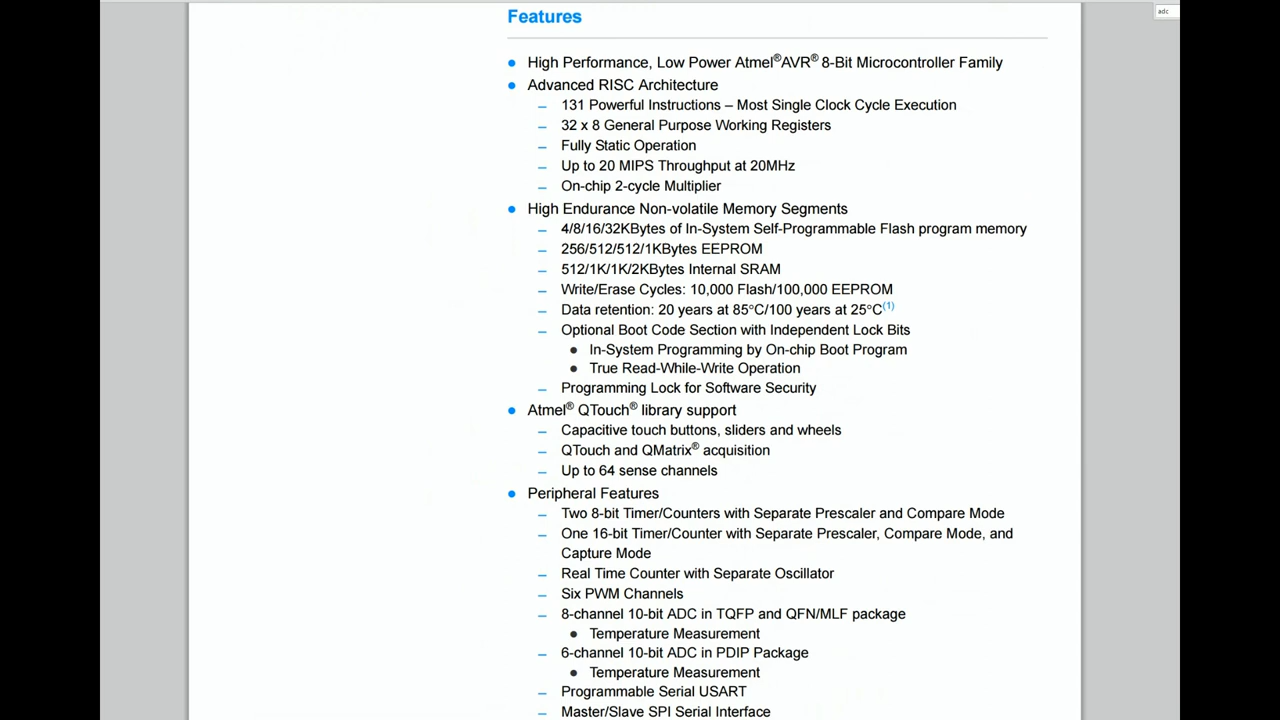 Features
adc
● High Performance, Low Power Atmel®AVR® 8-Bit Microcontroller Family
● Advanced RISC Architecture
– 131 Powerful Instructions – Most Single Clock Cycle Execution
– 32 x 8 General Purpose Working Registers
– Fully Static Operation
– Up to 20 MIPS Throughput at 20MHz
– On-chip 2-cycle Multiplier
● High Endurance Non-volatile Memory Segments
– 4/8/16/32KBytes of In-System Self-Programmable Flash program memory
– 256/512/512/1KBytes EEPROM
– 512/1K/1K/2KBytes Internal SRAM
– Write/Erase Cycles: 10,000 Flash/100,000 EEPROM
– Data retention: 20 years at 85°C/100 years at 25°C(1)
– Optional Boot Code Section with Independent Lock Bits
● In-System Programming by On-chip Boot Program
● True Read-While-Write Operation
– Programming Lock for Software Security
● Atmel® QTouch® library support
– Capacitive touch buttons, sliders and wheels
– QTouch and QMatrix® acquisition
– Up to 64 sense channels
● Peripheral Features
– Two 8-bit Timer/Counters with Separate Prescaler and Compare Mode
– One 16-bit Timer/Counter with Separate Prescaler, Compare Mode, and
Capture Mode
– Real Time Counter with Separate Oscillator
– Six PWM Channels
– 8-channel 10-bit ADC in TQFP and QFN/MLF package
● Temperature Measurement
– 6-channel 10-bit ADC in PDIP Package
● Temperature Measurement
– Programmable Serial USART
– Master/Slave SPI Serial Interface